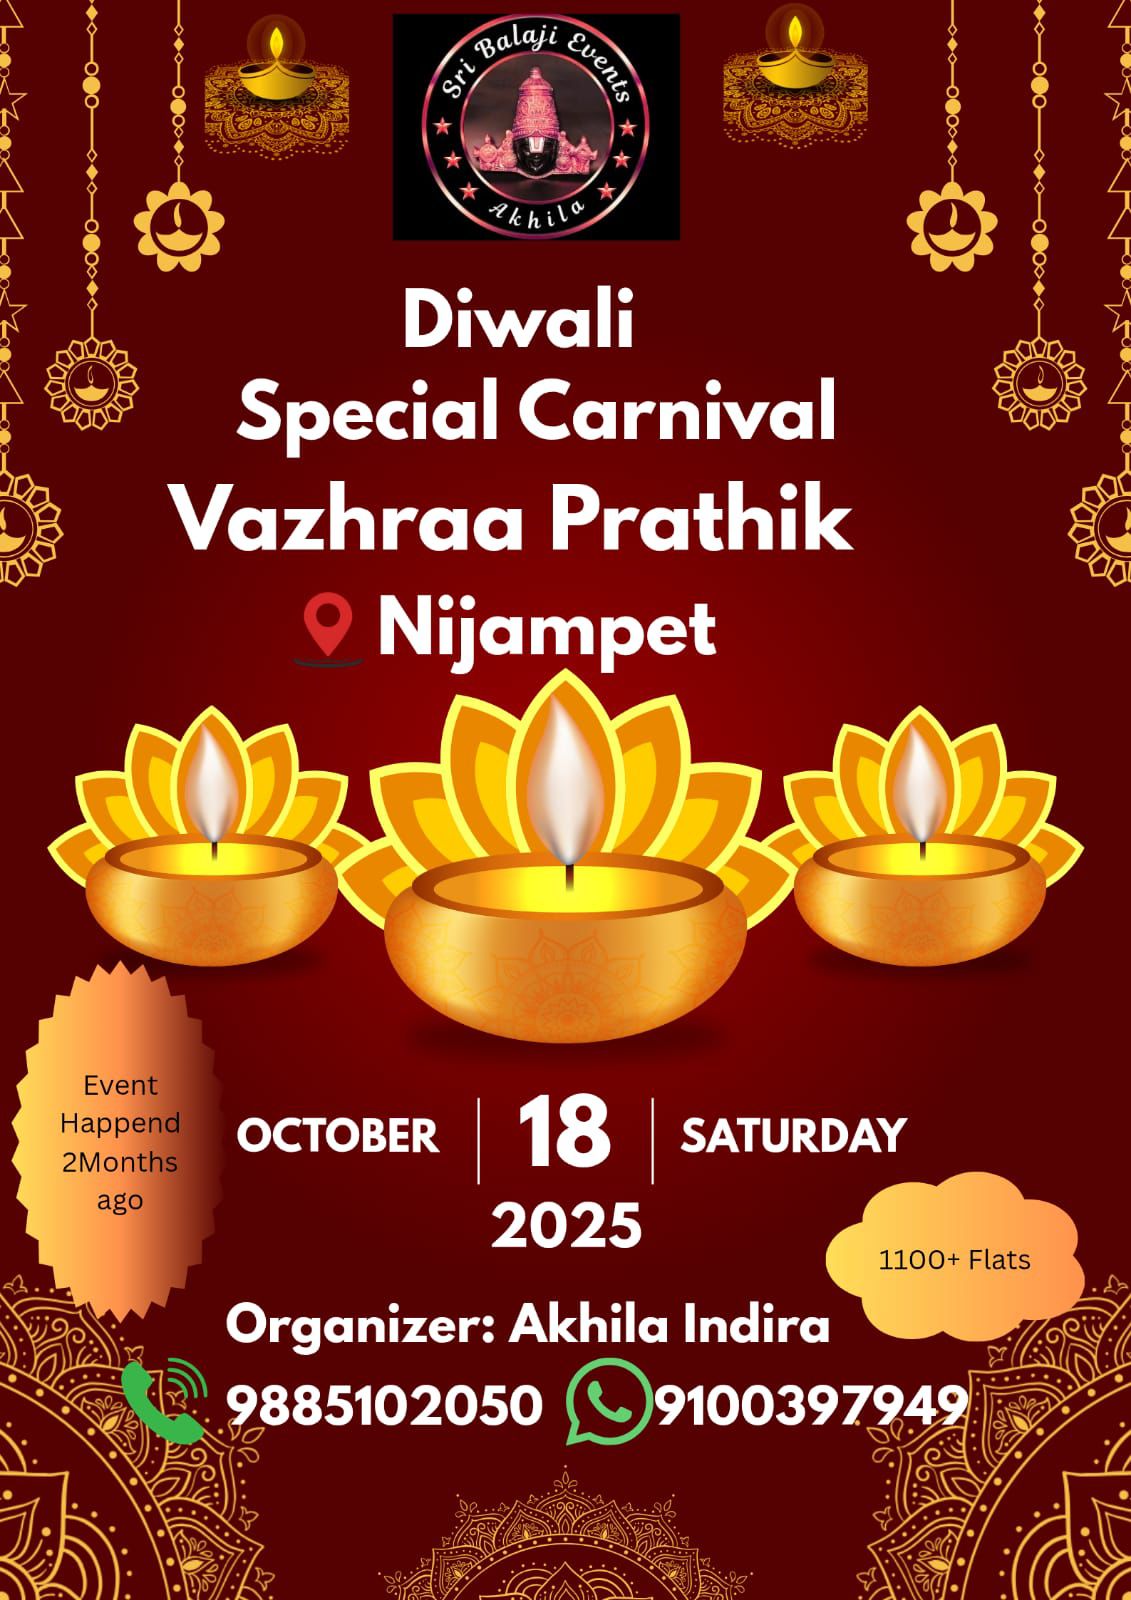 Sri Balaji Events
Akhila
Diwali
Special Carnival
Vazhraa Prathik
Nijampet
Event
Happend
2Months
ago
OCTOBER
18
SATURDAY
2025
1100+ Flats
Organizer: Akhila Indira
9885102050
9100397949